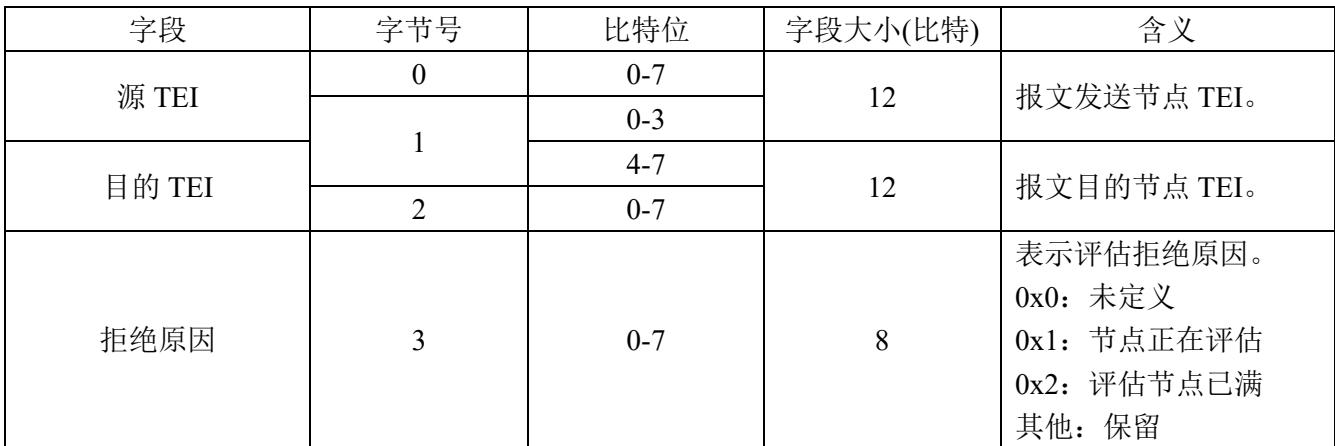 字段 字节号 比特位 字段大小(比特) 含义
源 TEI 0 0-7 12 报文发送节点 TEI。
1 0-3
目的 TEI 4-7 12 报文目的节点 TEI。
2 0-7
拒绝原因 3 0-7 8 表示评估拒绝原因。
0x0：未定义
0x1：节点正在评估
0x2：评估节点已满
其他：保留